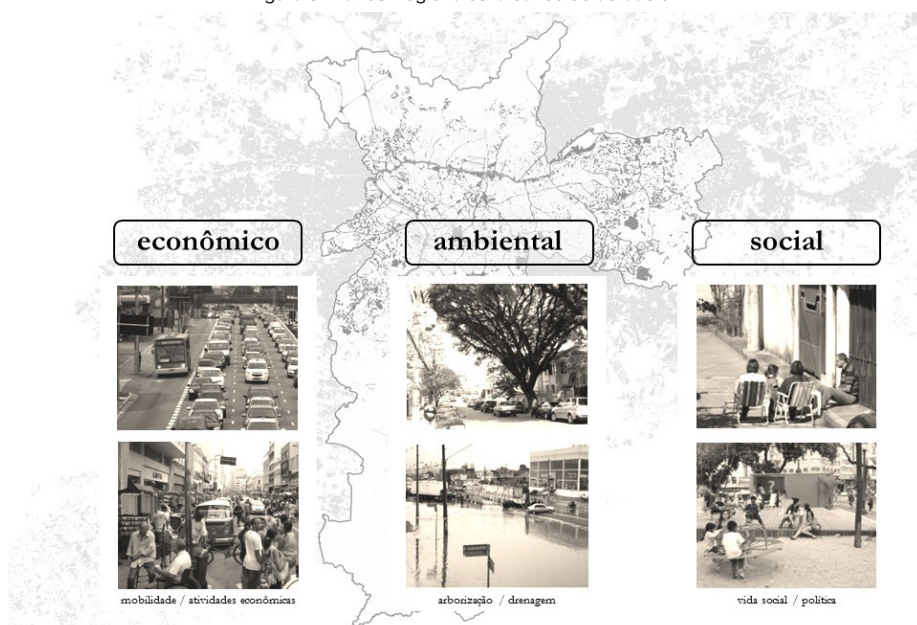 econômico
ambiental
social
mobilidade / atividades econômicas
arborização / drenagem
vida social / política